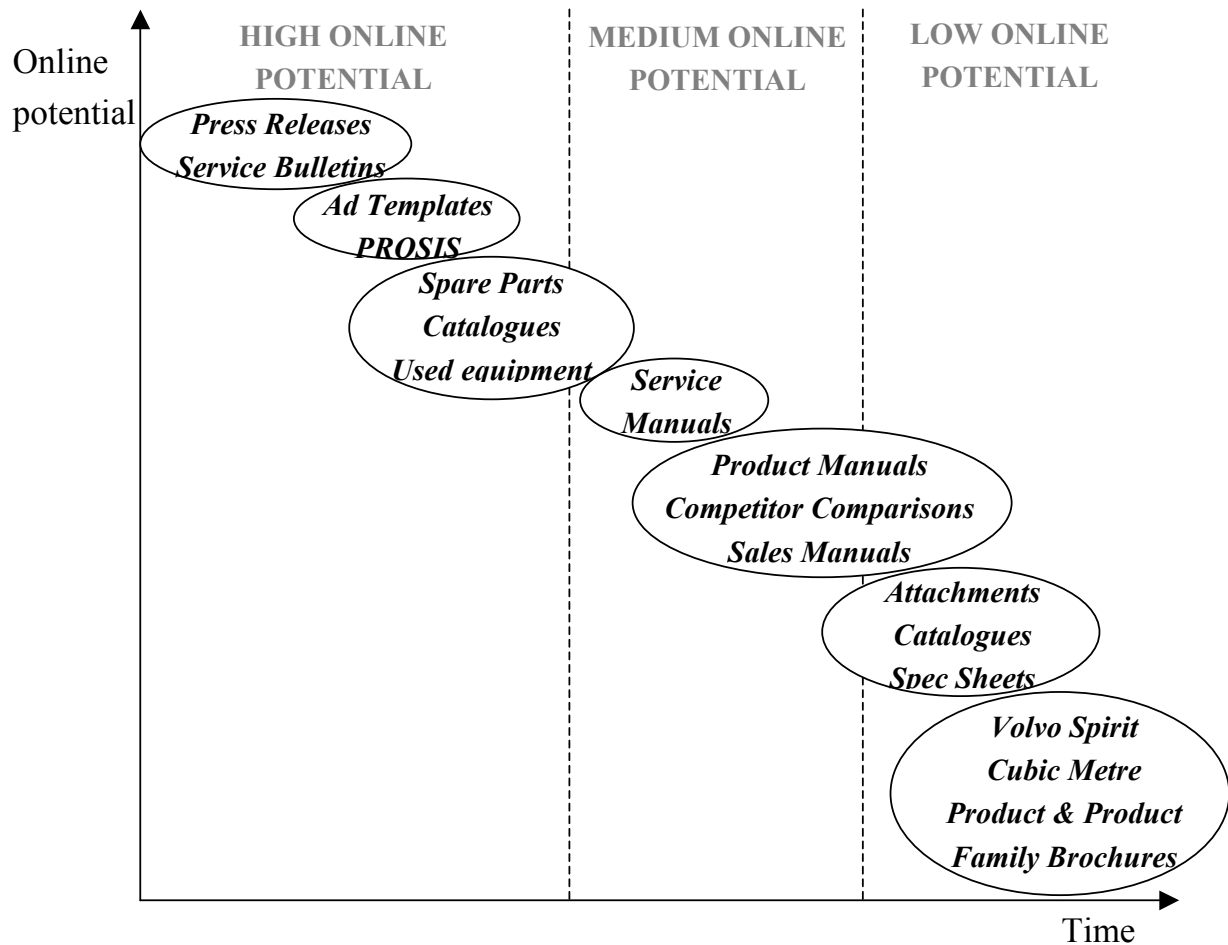 Online
potential
HIGH ONLINE
POTENTIAL
MEDIUM ONLINE
POTENTIAL
LOW ONLINE
POTENTIAL
Press Releases
Service Bulletins
Ad Templates
PROSIS
Spare Parts
Catalogues
Used equipment
Service
Manuals
Product Manuals
Competitor Comparisons
Sales Manuals
Attachments
Catalogues
Spec Sheets
Volvo Spirit
Cubic Metre
Product & Product
Family Brochures
Time